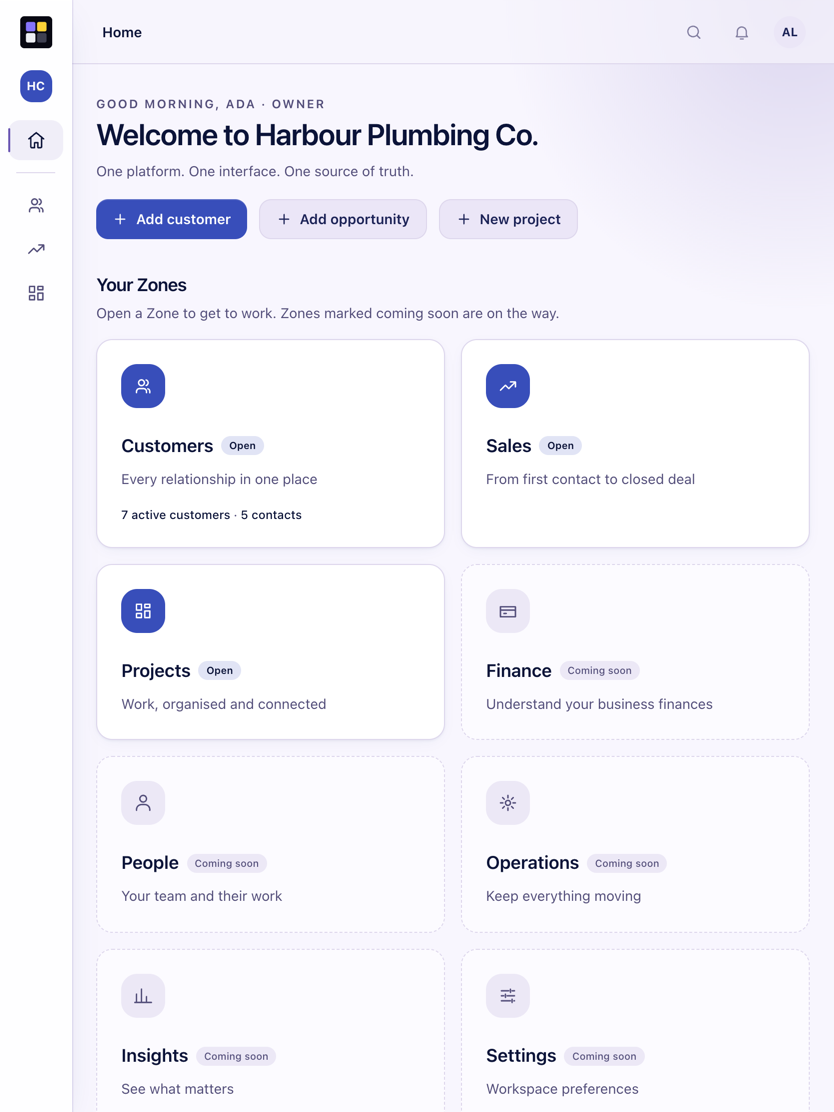 Home
AL
HC
GOOD MORNING, ADA · OWNER
Welcome to Harbour Plumbing Co.
One platform. One interface. One source of truth.
Add customer
Add opportunity
New project
Your Zones
Open a Zone to get to work. Zones marked coming soon are on the way.
Customers Open
Every relationship in one place
7 active customers · 5 contacts
Sales Open
From first contact to closed deal
Projects Open
Work, organised and connected
Finance Coming soon
Understand your business finances
People Coming soon
Your team and their work
Operations Coming soon
Keep everything moving
Insights Coming soon
See what matters
Settings Coming soon
Workspace preferences